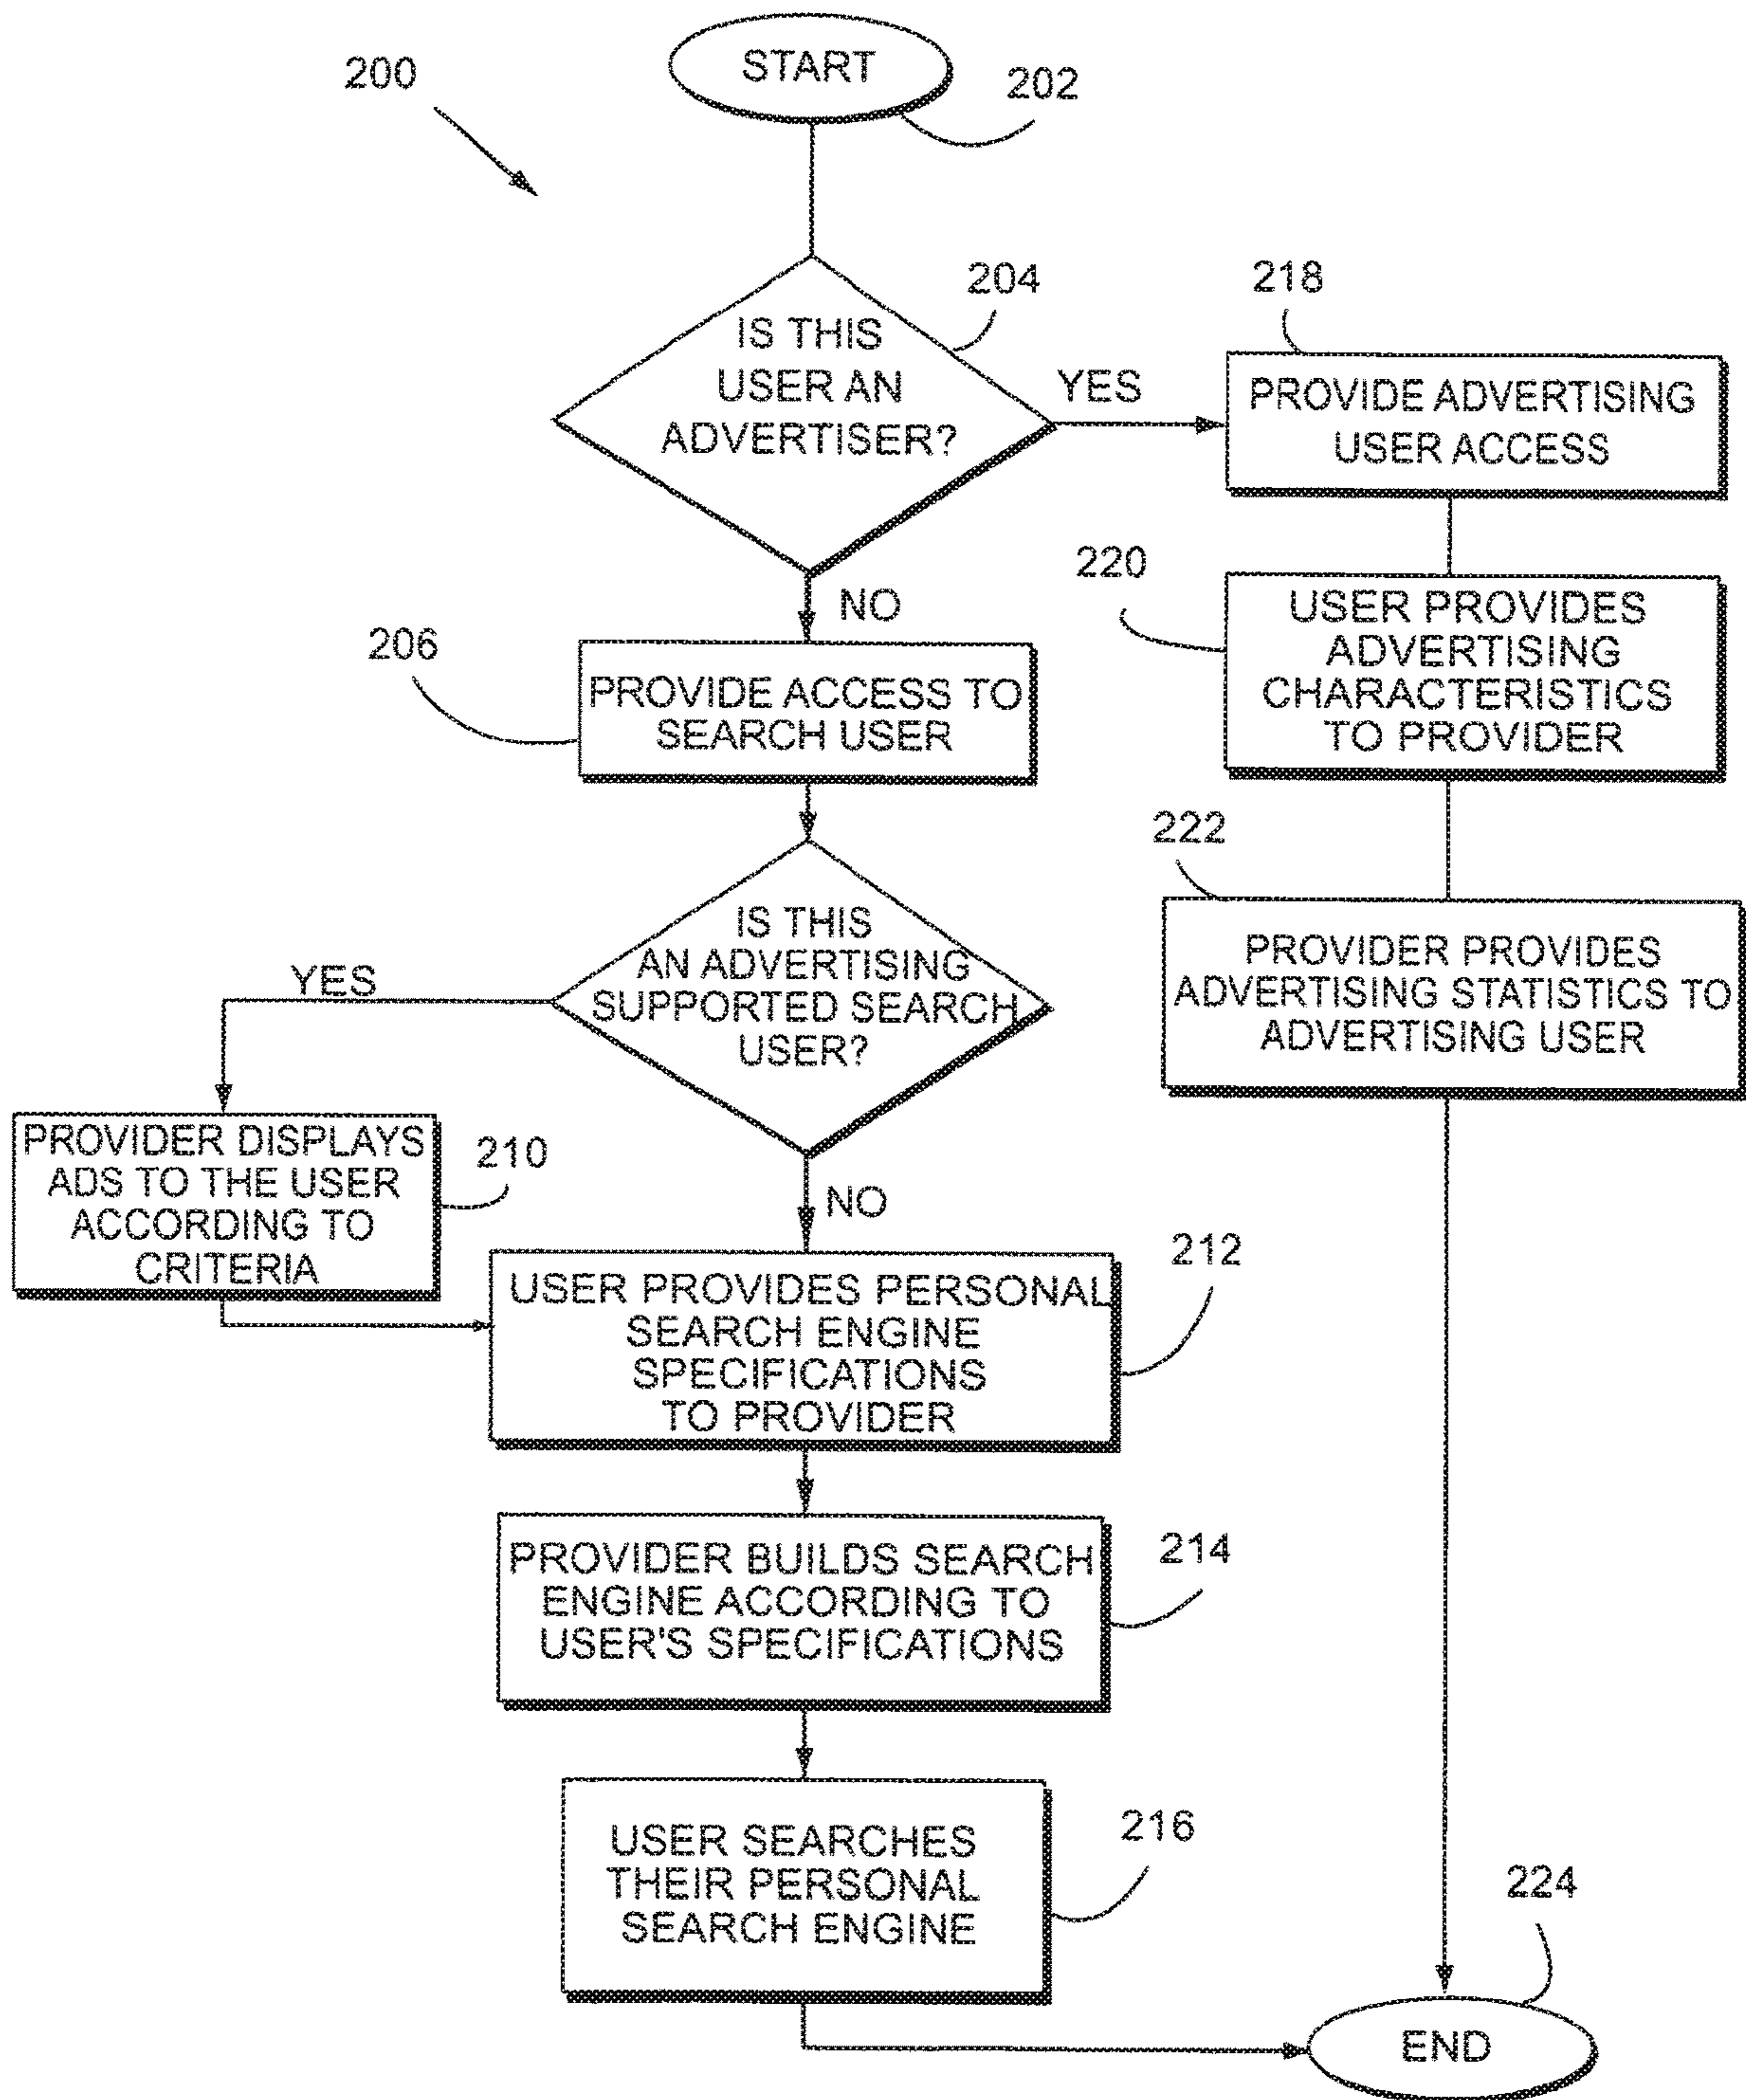 200
START
202
IS THIS
USER AN
ADVERTISER?
204
YES
NO
218
PROVIDE ADVERTISING
USER ACCESS
220
USER PROVIDES
ADVERTISING
CHARACTERISTICS
TO PROVIDER
222
PROVIDER PROVIDES
ADVERTISING STATISTICS TO
ADVERTISING USER
206
PROVIDE ACCESS TO
SEARCH USER
IS THIS
AN ADVERTISING
SUPPORTED SEARCH
USER?
YES
NO
PROVIDER DISPLAYS
ADS TO THE USER
ACCORDING TO
CRITERIA
210
USER PROVIDES PERSONAL
SEARCH ENGINE
SPECIFICATIONS
TO PROVIDER
212
PROVIDER BUILDS SEARCH
ENGINE ACCORDING TO
USER'S SPECIFICATIONS
214
USER SEARCHES
THEIR PERSONAL
SEARCH ENGINE
216
224
END